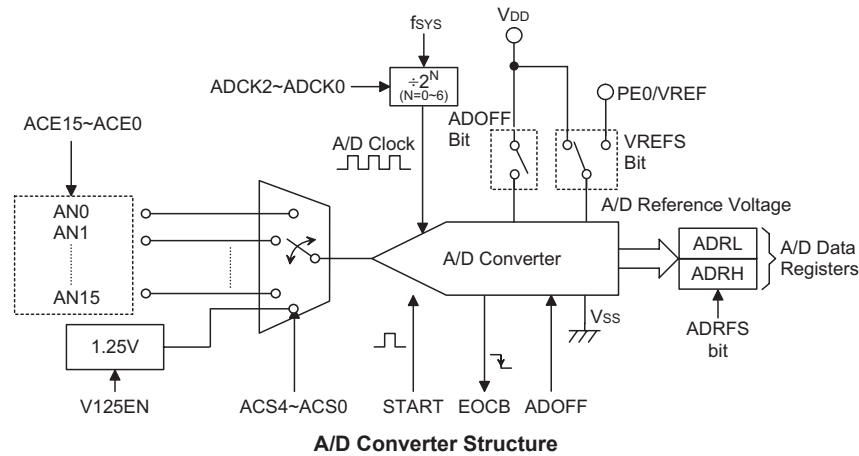 fSYS
VDD
ADCK2~ADCK0
÷2^N
(N=0~6)
PE0/VREF
ACE15~ACE0
A/D Clock
ADOFF
Bit
VREFS
Bit
AN0
AN1
AN15
A/D Reference Voltage
A/D Converter
ADRL
ADRH
A/D Data
Registers
1.25V
VSS
ADRFS
bit
V125EN
ACS4~ACS0
START
EOCB
ADOFF
A/D Converter Structure